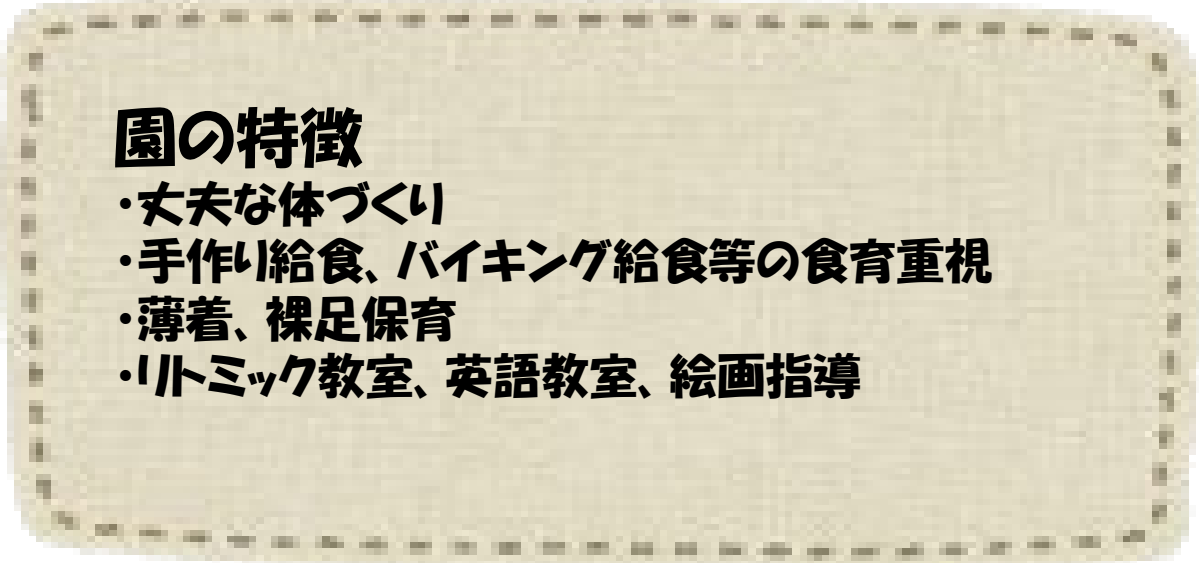 園の特徴
・丈夫な体づくり
・手作り給食、バイキング給食等の食育重視
・薄着、裸足保育
・リトミック教室、英語教室、絵画指導